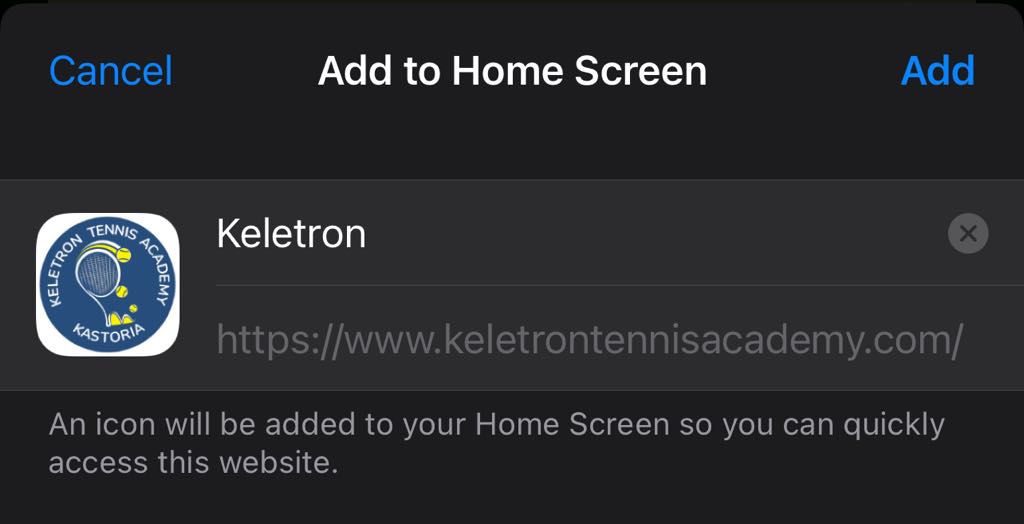 Cancel
Add to Home Screen
Add
KELETRON TENNIS ACADEMY
KASTORIA
Keletron
https://www.keletrontennisacademy.com/
An icon will be added to your Home Screen so you can quickly
access this website.